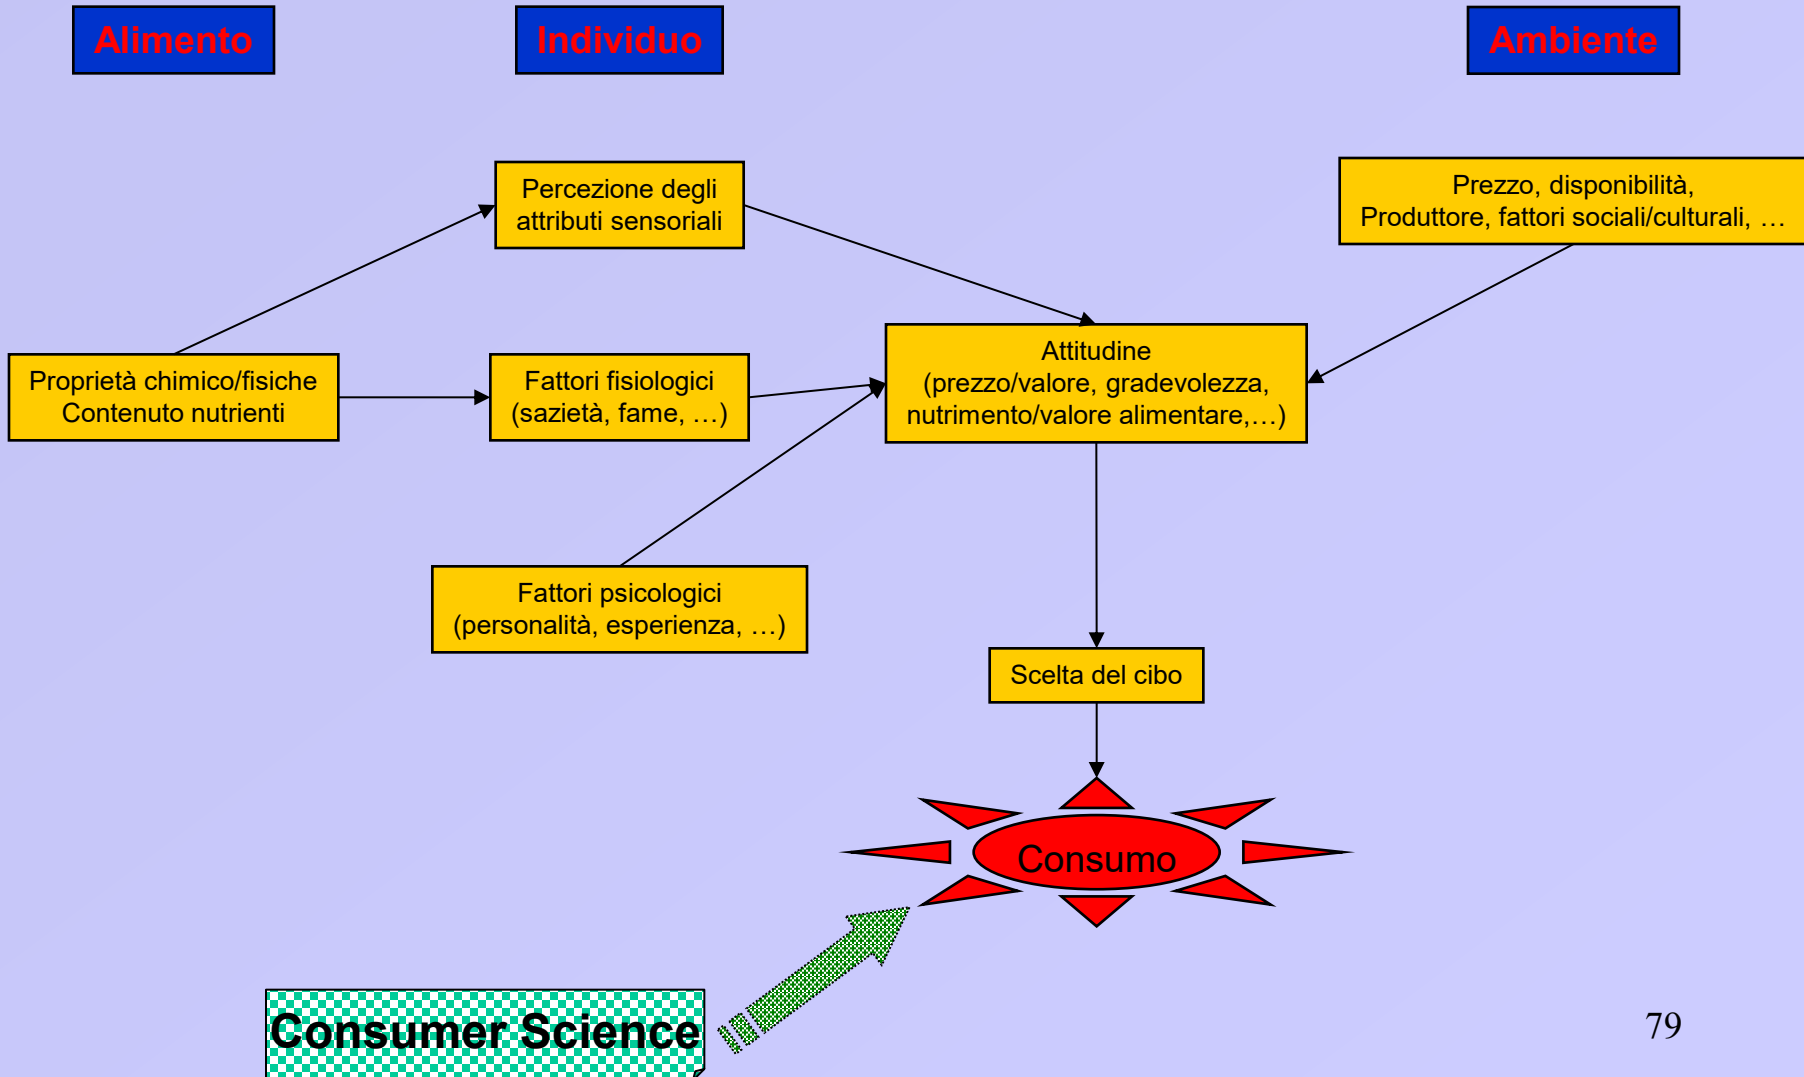 Alimento
Individuo
Ambiente
Percezione degli
attributi sensoriali
Prezzo, disponibilità,
Produttore, fattori sociali/culturali, …
Proprietà chimico/fisiche
Contenuto nutrienti
Fattori fisiologici
(sazietà, fame, …)
Attitudine
(prezzo/valore, gradevolezza,
nutrimento/valore alimentare,…)
Fattori psicologici
(personalità, esperienza, …)
Scelta del cibo
Consumo
Consumer Science
79